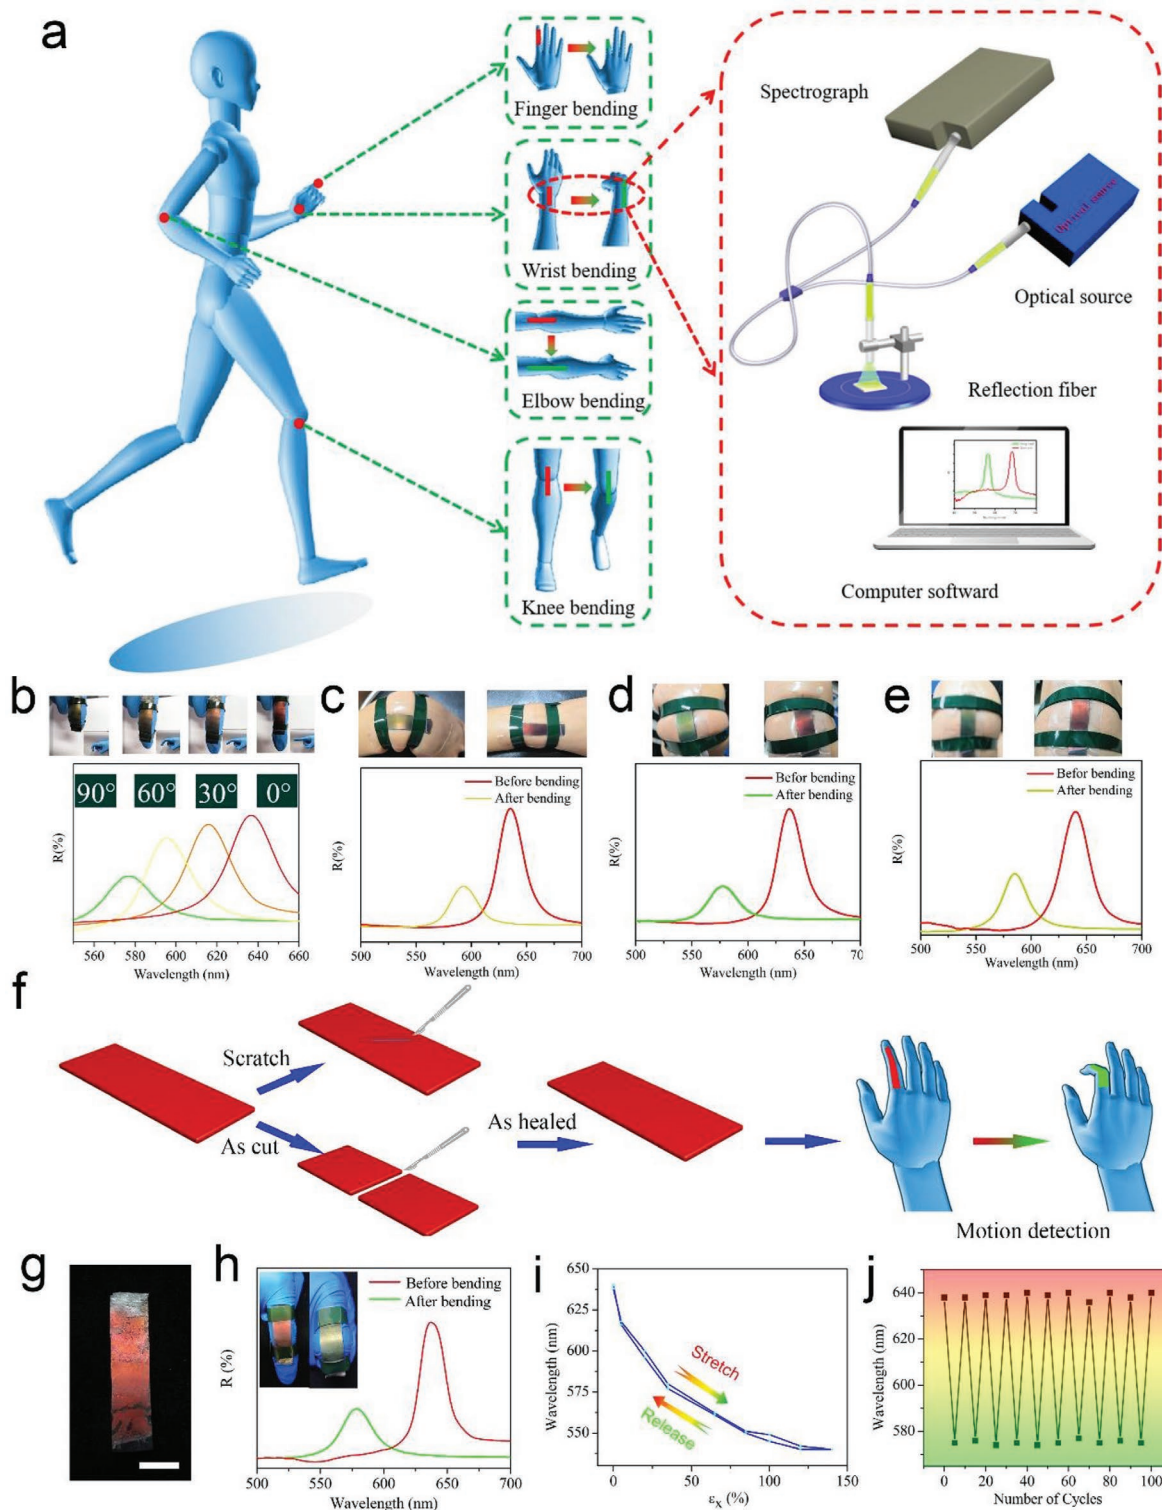 a
Finger bending
Wrist bending
Elbow bending
Knee bending
Spectrograph
Optical source
Optical source
Reflection fiber
Computer softward
b
90° 60° 30° 0°
R(%)
560 580 600 620 640 660
Wavelength (nm)
c
Before bending
After bending
R(%)
500 550 600 650 700
Wavelength (nm)
d
Befor bending
After bending
R(%)
500 550 600 650 70
Wavelength (nm)
e
Befor bending
After bending
R(%)
500 550 600 650 700
Wavelength (nm)
f
Scratch
As cut
As healed
Motion detection
g
h
Before bending
After bending
R (%)
500 550 600 650 700
Wavelength (nm)
i
Wavelength (nm)
650
625
600
575
550
Stretch
Release
0 50 100 150
εx (%)
j
Wavelength (nm)
640
620
600
580
0 20 40 60 80 100
Number of Cycles